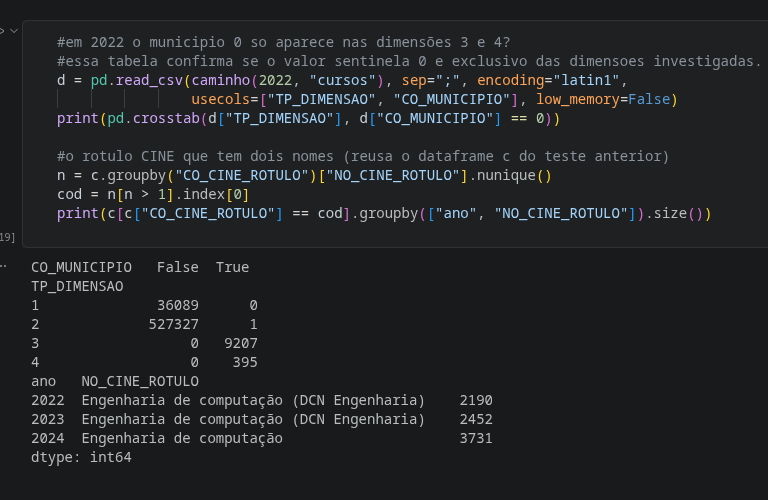 #em 2022 o municipio 0 so aparece nas dimensões 3 e 4?
#essa tabela confirma se o valor sentinela 0 e exclusivo das dimensoes investigadas.
d = pd.read_csv(caminho(2022, "cursos"), sep=";", encoding="latin1",
usecols=["TP_DIMENSAO", "CO_MUNICIPIO"], low_memory=False)
print(pd.crosstab(d["TP_DIMENSAO"], d["CO_MUNICIPIO"] == 0))
#o rotulo CINE que tem dois nomes (reusa o dataframe c do teste anterior)
n = c.groupby("CO_CINE_ROTULO")["NO_CINE_ROTULO"].nunique()
cod = n[n > 1].index[0]
print(c[c["CO_CINE_ROTULO"] == cod].groupby(["ano", "NO_CINE_ROTULO"]).size())
19]
CO_MUNICIPIO False True
TP_DIMENSAO
1 36089 0
2 527327 1
3 0 9207
4 0 395
ano NO_CINE_ROTULO
2022 Engenharia de computação (DCN Engenharia) 2190
2023 Engenharia de computação (DCN Engenharia) 2452
2024 Engenharia de computação 3731
dtype: int64